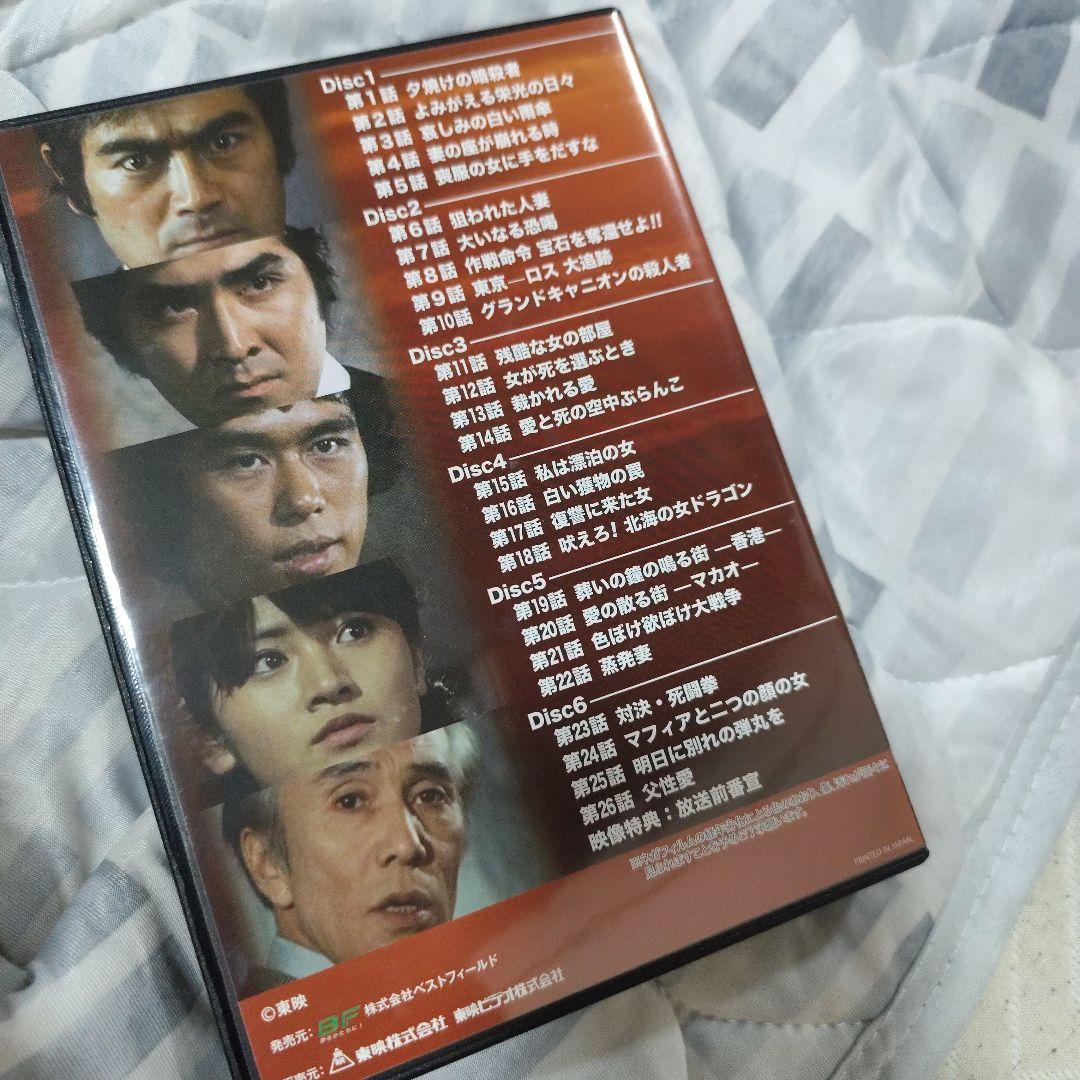 Disc1
第1話 夕焼けの暗殺者
第2話 よみがえる栄光の日々
第3話 哀しみの白い雨傘
第4話 妻の座が崩れる時
第5話 喪服の女に手をだすな
Disc2
第6話 狙われた人妻
第7話 大いなる恐喝
第8話 作戦命令 宝石を奪還せよ!!
第9話 東京―ロス 大追跡
第10話 グランドキャニオンの殺人者
Disc3
第11話 残酷な女の部屋
第12話 女が死を選ぶとき
第13話 裁かれる愛
第14話 愛と死の空中ぶらんこ
Disc4
第15話 私は漂泊の女
第16話 白い獲物の罠
第17話 復讐に来た女
第18話 吠えろ! 北海の女ドラゴン
Disc5
第19話 葬いの鐘の鳴る街 ―香港―
第20話 愛の散る街 ―マカオ―
第21話 色ぼけ欲ぼけ大戦争
第22話 蒸発妻
Disc6
第23話 対決・死闘拳
第24話 マフィアと二つの顔の女
第25話 明日に別れの弾丸を
第26話 父性愛
映像特典：放送前番宣
PRINTED IN JAPAN.
©東映
発売元: BF 株式会社ベストフィールド
売元: 東映株式会社 東映ビデオ株式会社